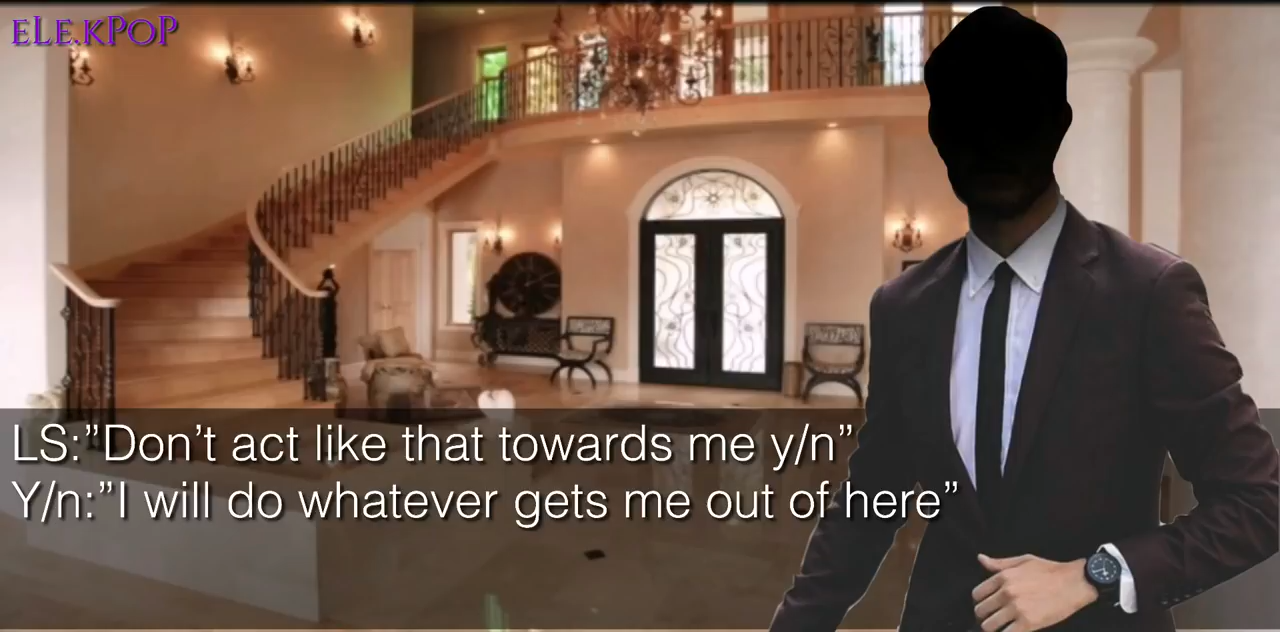 ELE.KPOP
LS:”Don’t act like that towards me y/n”
Y/n:”I will do whatever gets me out of here”